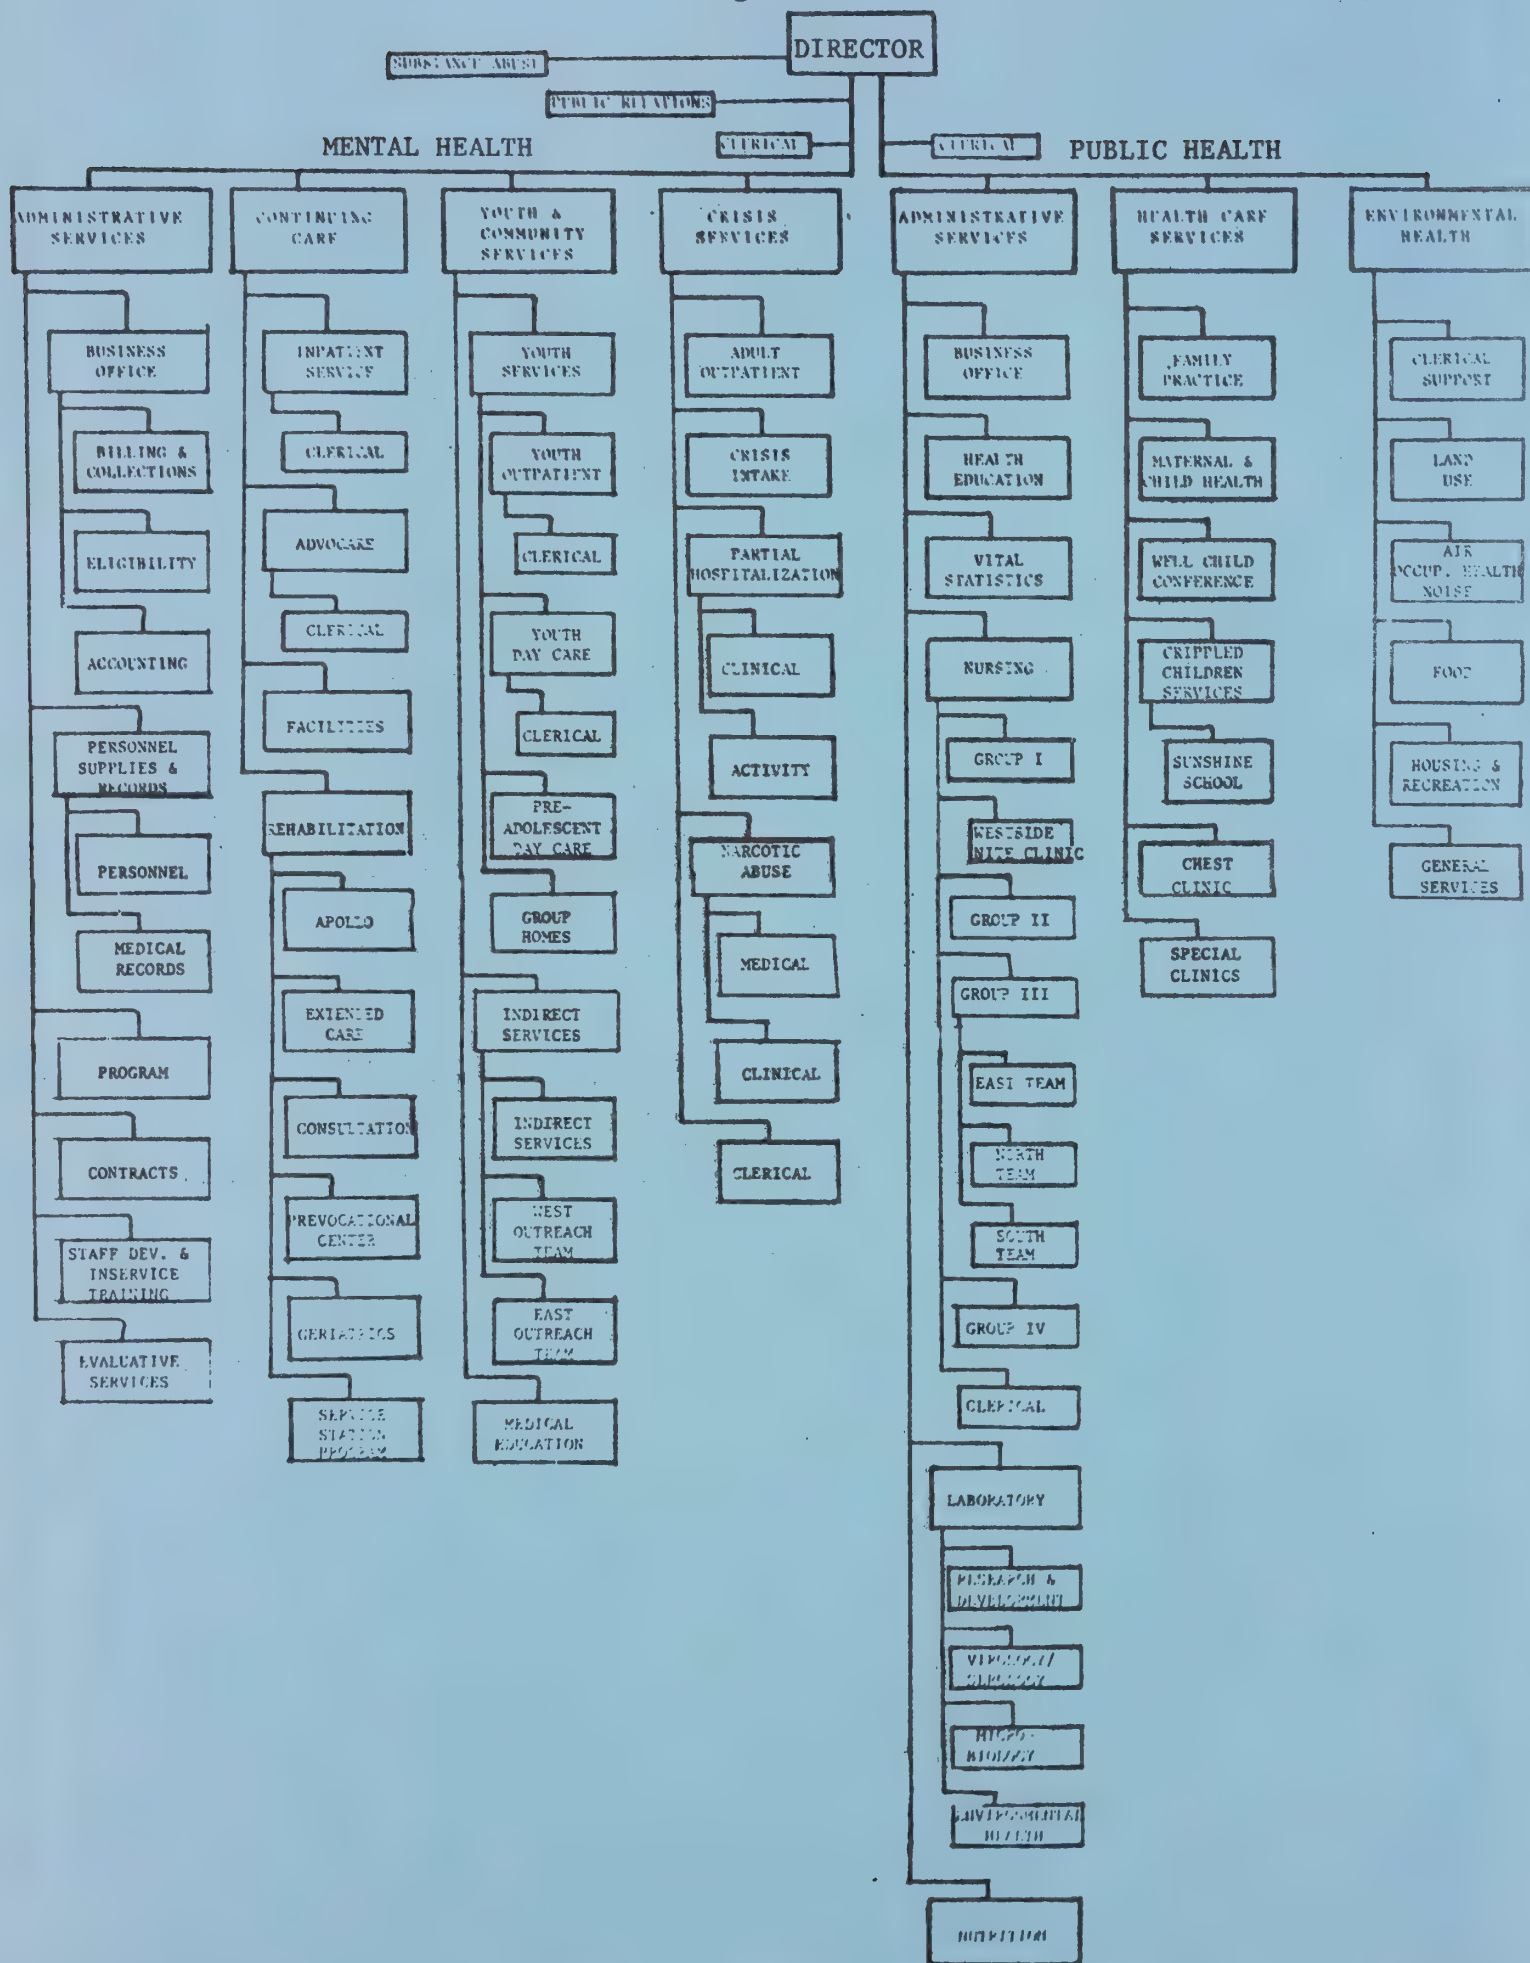 DIRECTOR
SUBSTANCE ABUSE
PUBLIC RELATIONS
CLERICAL
CLERICAL
MENTAL HEALTH
PUBLIC HEALTH
ADMINISTRATIVE
SERVICES
BUSINESS
OFFICE
BILLING &
COLLECTIONS
ELIGIBILITY
ACCOUNTING
PERSONNEL
SUPPLIES &
RECORDS
PERSONNEL
MEDICAL
RECORDS
PROGRAM
CONTRACTS
STAFF DEV. &
INSERVICE
TRAINING
EVALUATIVE
SERVICES
CONTINUING
CARE
INPATIENT
SERVICE
CLERICAL
ADVOCARE
CLERICAL
FACILITIES
REHABILITATION
APOLLO
EXTENDED
CARE
CONSULTATION
PREVOCATIONAL
CENTER
GERIATRICS
SERVICE
STATION
PROGRAM
YOUTH &
COMMUNITY
SERVICES
YOUTH
SERVICES
YOUTH
OUTPATIENT
CLERICAL
YOUTH
DAY CARE
CLERICAL
PRE-
ADOLESCENT
DAY CARE
GROUP
HOMES
INDIRECT
SERVICES
INDIRECT
SERVICES
WEST
OUTREACH
TEAM
EAST
OUTREACH
TEAM
MEDICAL
EDUCATION
CRISIS
SERVICES
ADULT
OUTPATIENT
CRISIS
INTAKE
PARTIAL
HOSPITALIZATION
CLINICAL
ACTIVITY
NARCOTIC
ABUSE
MEDICAL
CLINICAL
CLERICAL
ADMINISTRATIVE
SERVICES
BUSINESS
OFFICE
HEALTH
EDUCATION
VITAL
STATISTICS
NURSING
GROUP I
WESTSIDE
NITE CLINIC
GROUP II
GROUP III
EAST TEAM
NORTH
TEAM
SOUTH
TEAM
GROUP IV
CLERICAL
LABORATORY
RESEARCH &
DEVELOPMENT
VIROLOGY/
SEROLOGY
MICRO-
BIOLOGY
ENVIRONMENTAL
HEALTH
NUTRITION
HEALTH CARE
SERVICES
FAMILY
PRACTICE
MATERNAL &
CHILD HEALTH
WELL CHILD
CONFERENCE
CRIPPLED
CHILDREN
SERVICES
SUNSHINE
SCHOOL
CHEST
CLINIC
SPECIAL
CLINICS
ENVIRONMENTAL
HEALTH
CLERICAL
SUPPORT
LAND
USE
AIR
OCCUP. HEALTH
NOISE
FOOD
HOUSING &
RECREATION
GENERAL
SERVICES